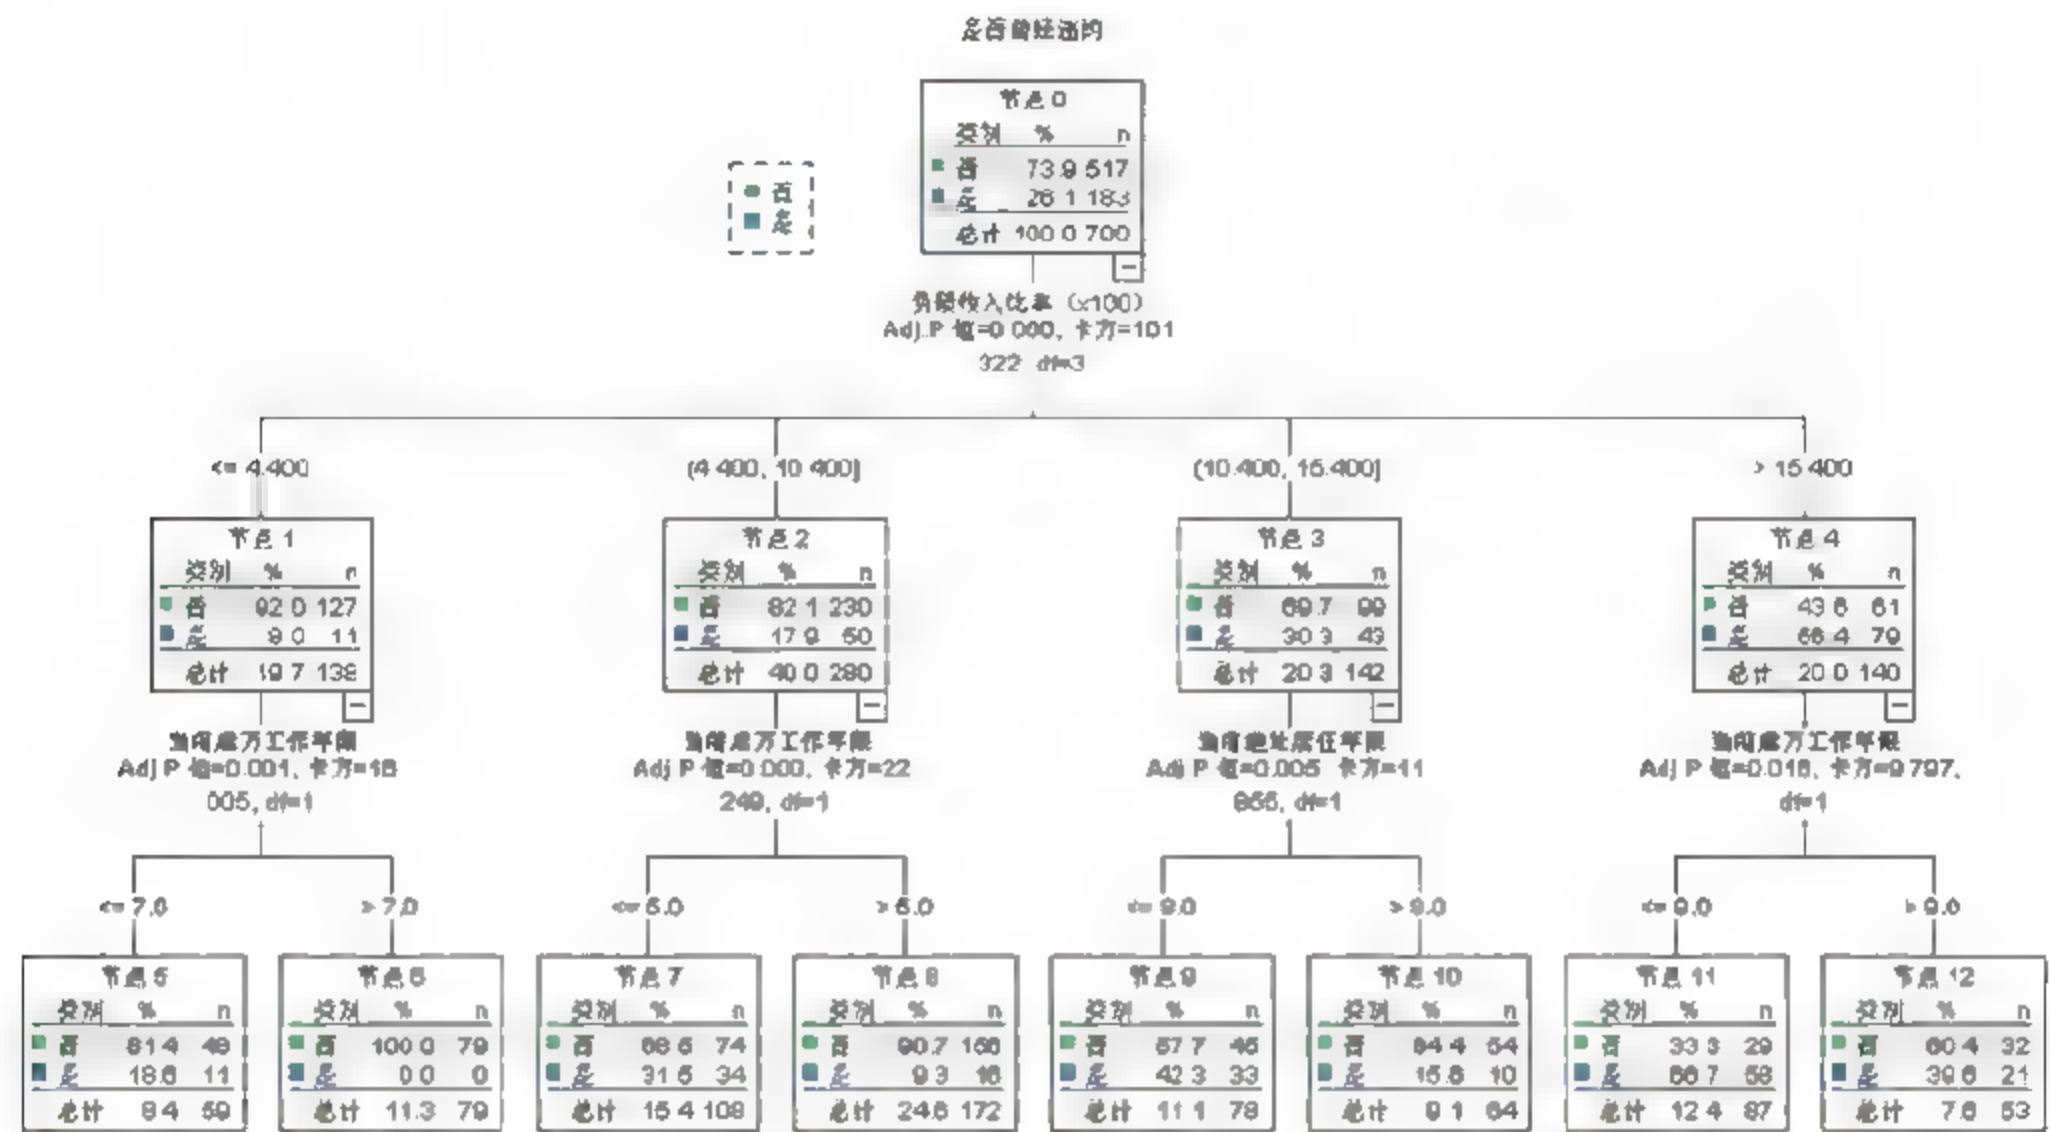 是否曾经违约
节点 0
类别 % n
否 73.9 517
是 26.1 183
总计 100.0 700
否
是
负债收入比率 (x100)
Adj. P 值=0.000, 卡方=101.
322, df=3
<= 4.400
(4.400, 10.400]
(10.400, 15.400]
> 15.400
节点 1
类别 % n
否 92.0 127
是 8.0 11
总计 19.7 138
当前雇方工作年限
Adj. P 值=0.001, 卡方=16.
005, df=1
节点 2
类别 % n
否 82.1 230
是 17.9 50
总计 40.0 280
当前雇方工作年限
Adj. P 值=0.000, 卡方=22.
249, df=1
节点 3
类别 % n
否 69.7 99
是 30.3 43
总计 20.3 142
当前地址居住年限
Adj. P 值=0.005, 卡方=11.
df=1
节点 4
类别 % n
否 43.6 61
是 56.4 79
总计 20.0 140
当前雇方工作年限
Adj. P 卡方=9.797,
df=1
<= 7.0
> 7.0
<= 9.0
> 9.0
<= 9.0
> 9.0
节点 5
类别 % n
否 81.4 48
是 18.6 11
总计 8.4 59
节点 6
类别 % n
否 100.0 79
是 0.0 0
总计 11.3 79
节点 7
类别 % n
否 68.5 74
是 31.5 34
总计 15.4 108
节点 8
类别 % n
否 90.7 156
是 9.3 16
总计 24.6 172
节点 9
类别 % n
否 57.7 45
是 42.3 33
总计 11.1 78
节点 10
类别 % n
否 84.4 54
是 15.6 10
总计 9.1 64
节点 11
类别 % n
否 33.3 29
是 66.7 58
总计 12.4 87
节点 12
类别 % n
否 60.4 32
是 39.6 21
总计 7.6 53